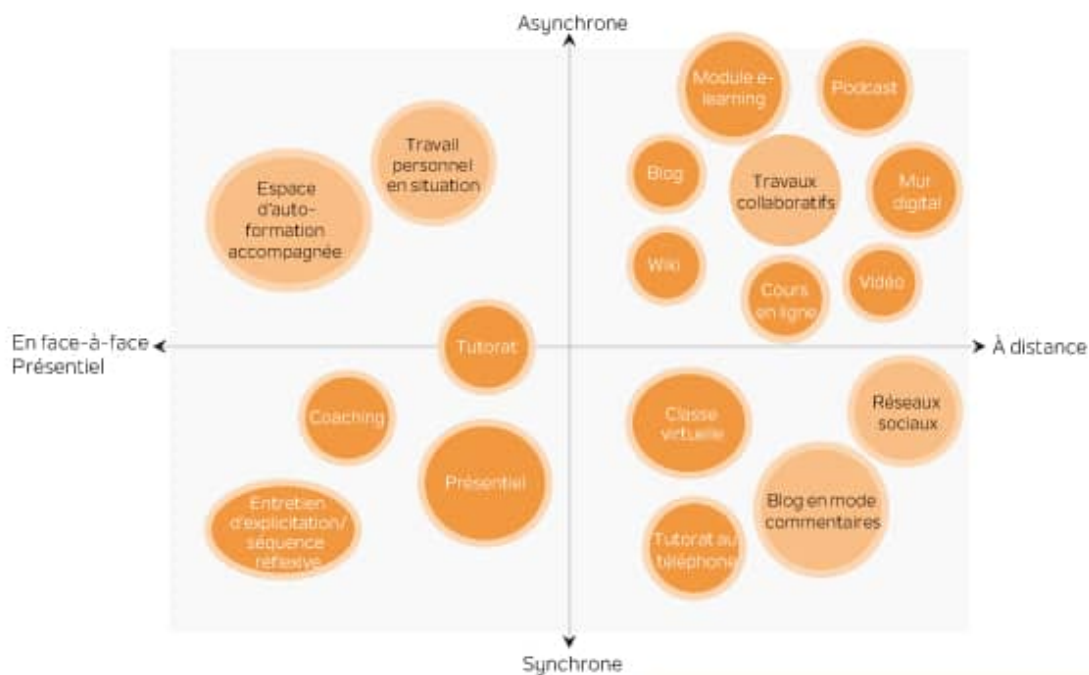 Asynchrone
Module e-
learning
Podcast
Travail
personnel
en situation
Blog
Travaux
collaboratifs
Mur
digital
Espace
d'auto-
formation
accompagnée
Wiki
Cours
en ligne
Vidéo
En face-à-face
Présentiel
Tutorat
À distance
Coaching
Classe
virtuelle
Réseaux
sociaux
Présentiel
Blog en mode
commentaires
Entretien
d'explicitation/
séquence
réflexive
Tutorat au
téléphone
Synchrone